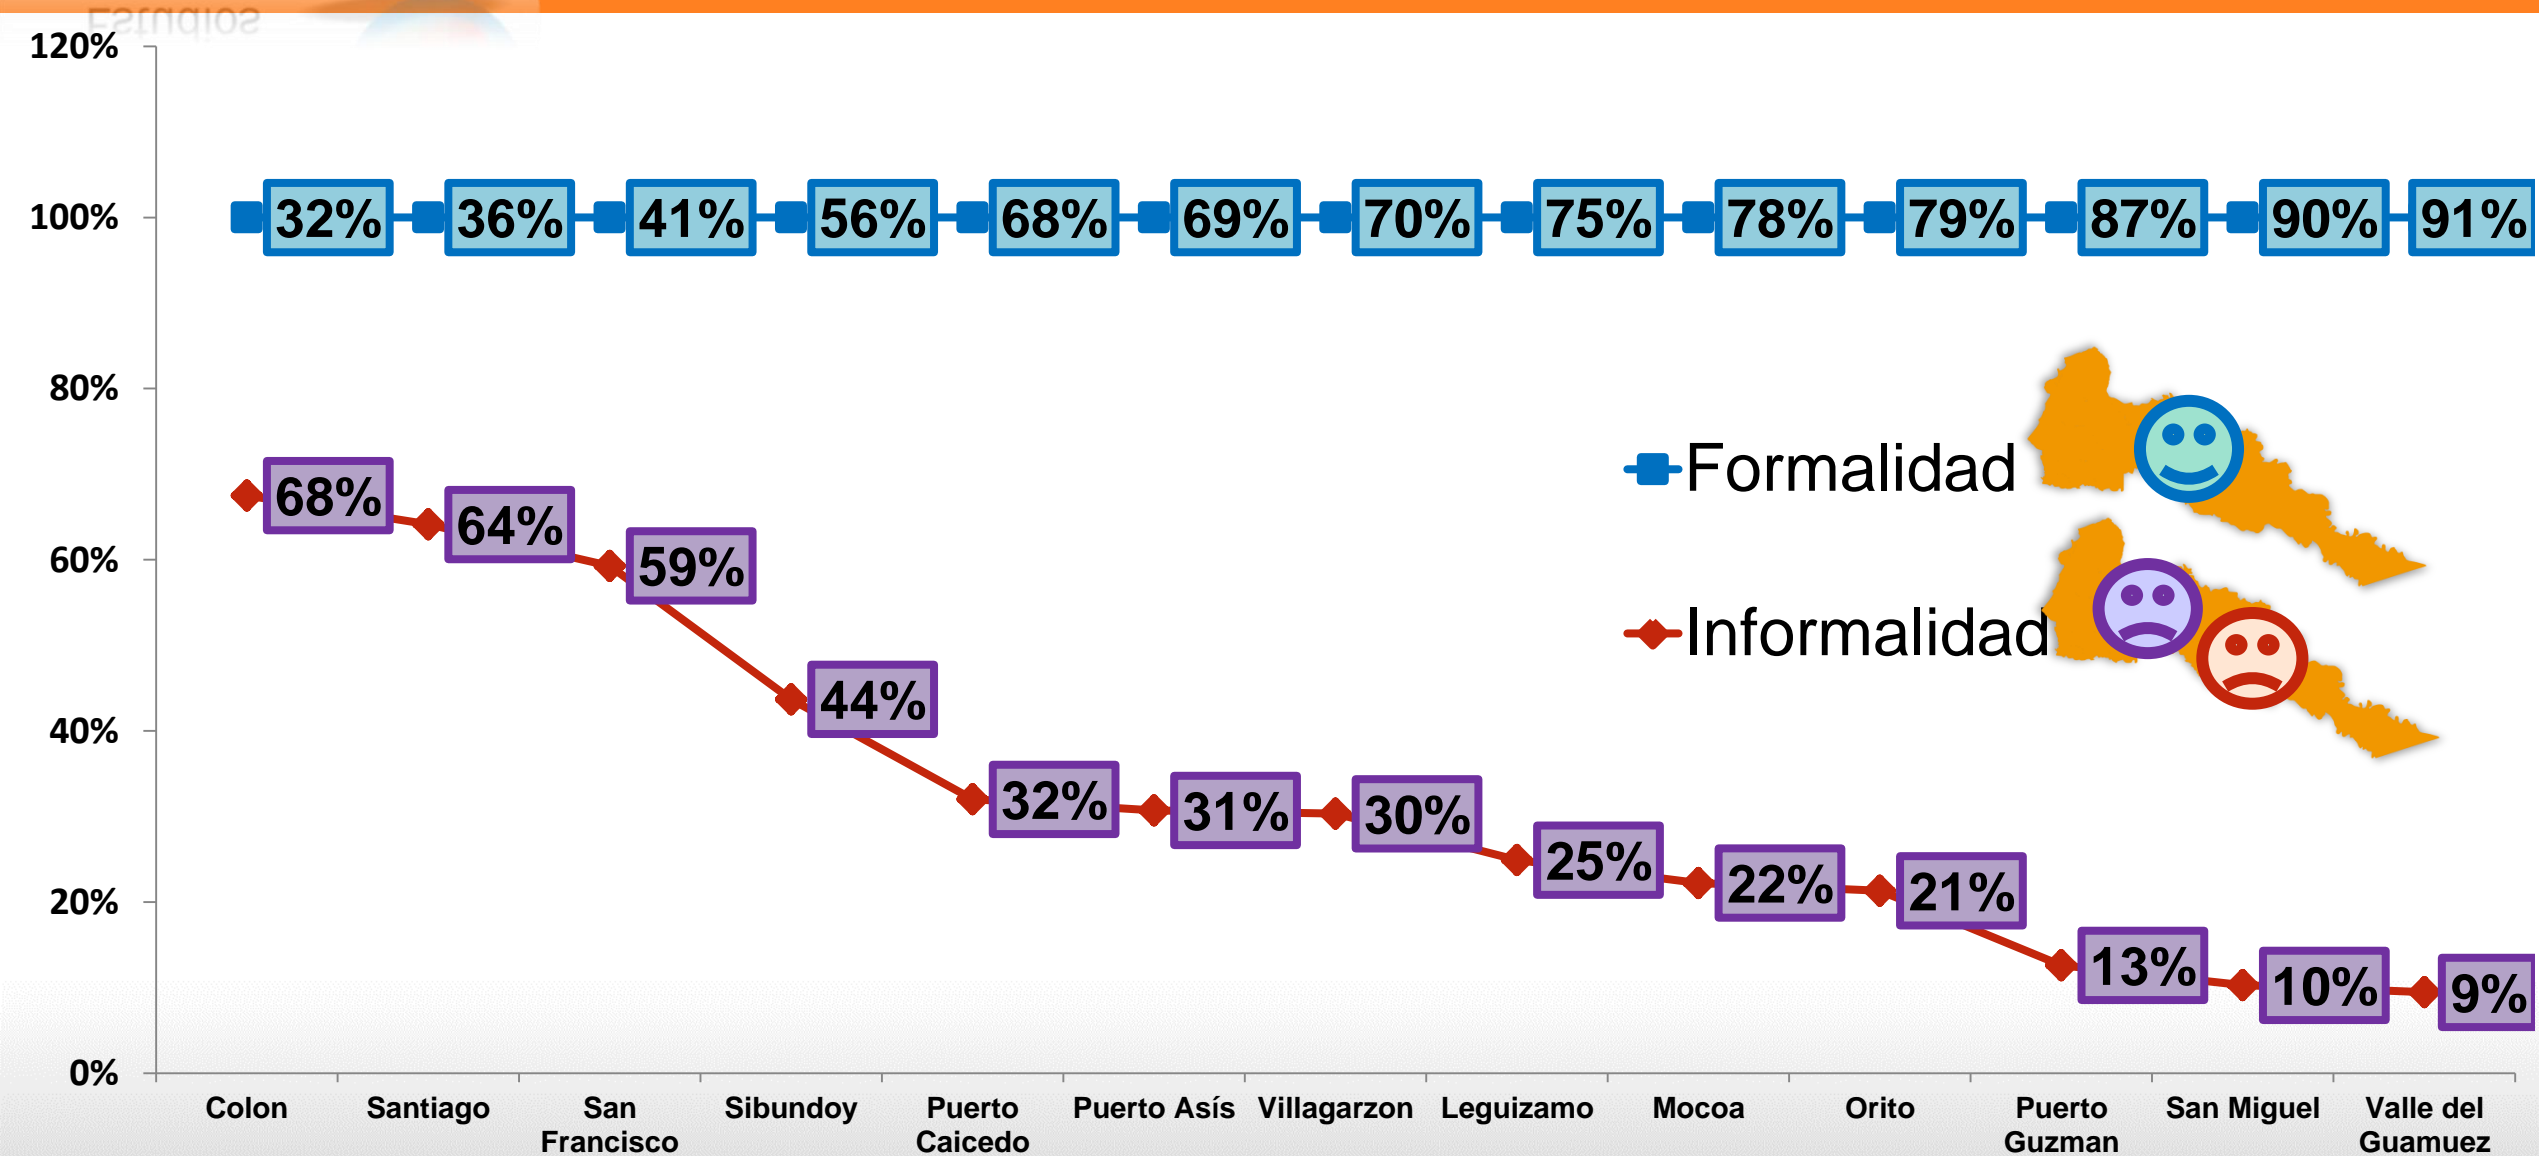 Estudios
120%
100%
80%
60%
40%
20%
0%
32% 36% 41% 56% 68% 69% 70% 75% 78% 79% 87% 90% 91%
68% 64% 59% 44% 32% 31% 30% 25% 22% 21% 13% 10% 9%
Formalidad
Informalidad
Colon Santiago San Sibundoy Puerto Puerto Asís Villagarzon Leguizamo Mocoa Orito Puerto San Miguel Valle del
Francisco Caicedo Guzman Guamuez